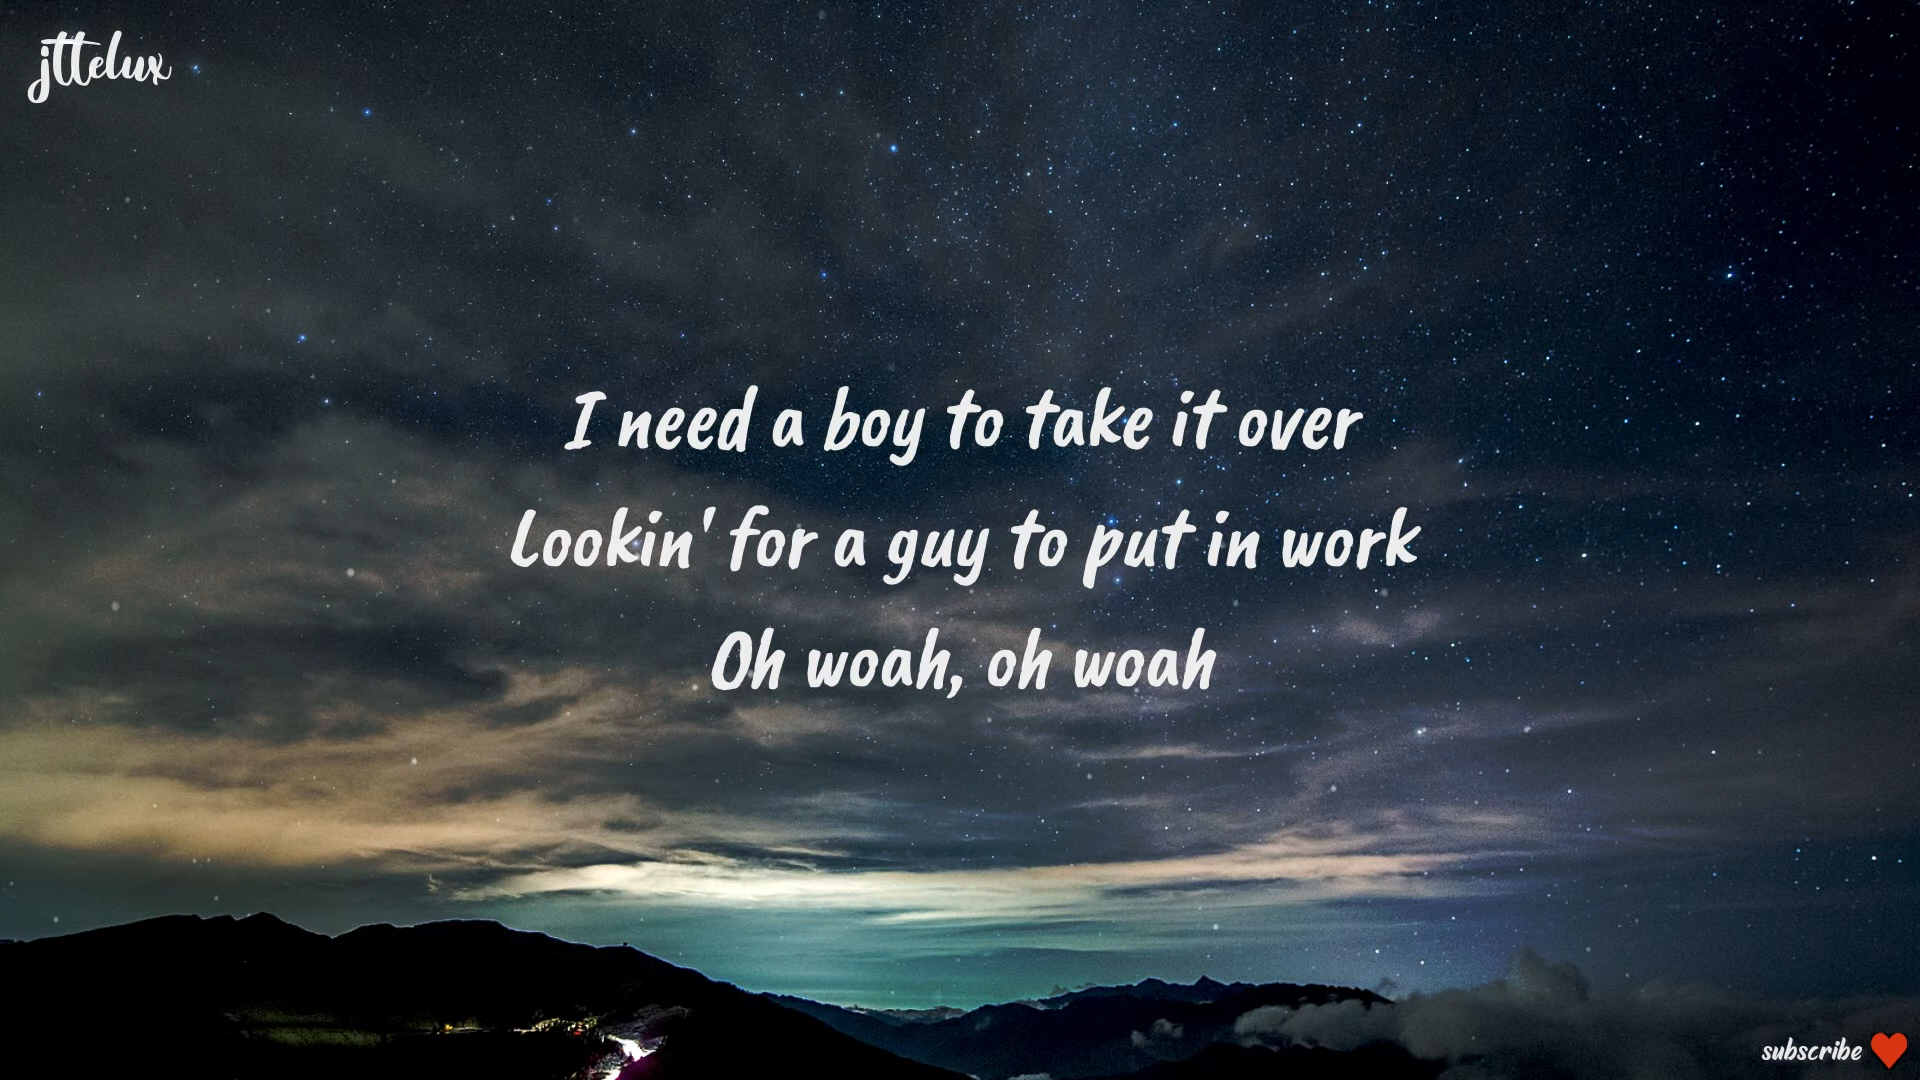 jttelux
I need a boy to take it over
Lookin' for a guy to put in work
Oh woah, oh woah
subscribe